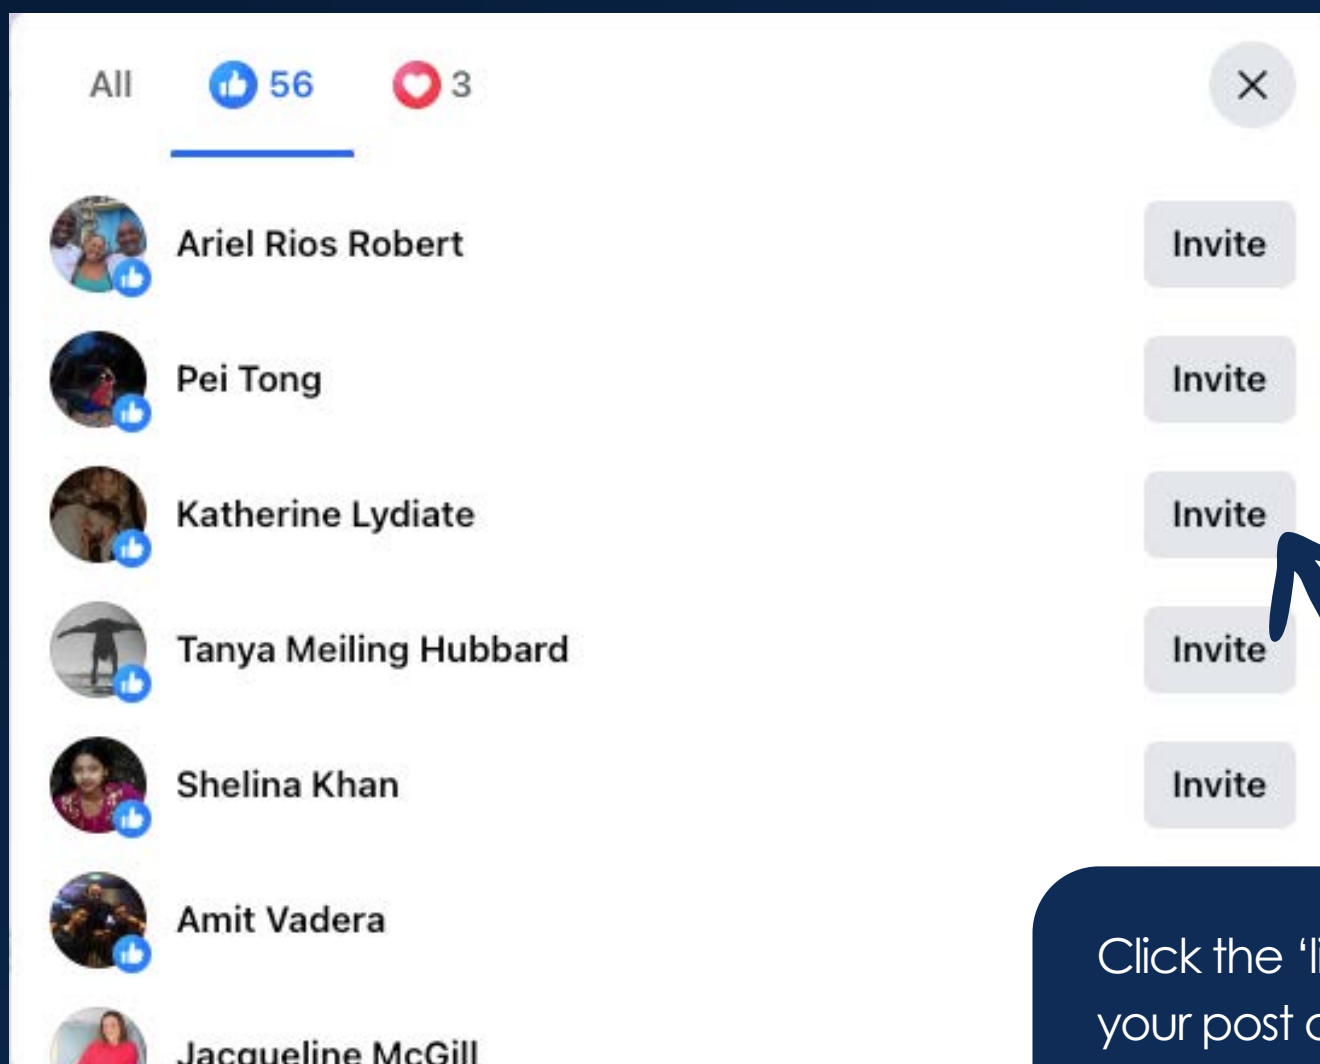 All 56 3
Ariel Rios Robert Invite
Pei Tong Invite
Katherine Lydiate Invite
Tanya Meiling Hubbard Invite
Shelina Khan Invite
Amit Vadera
Jacqueline McGill
Click the
your post